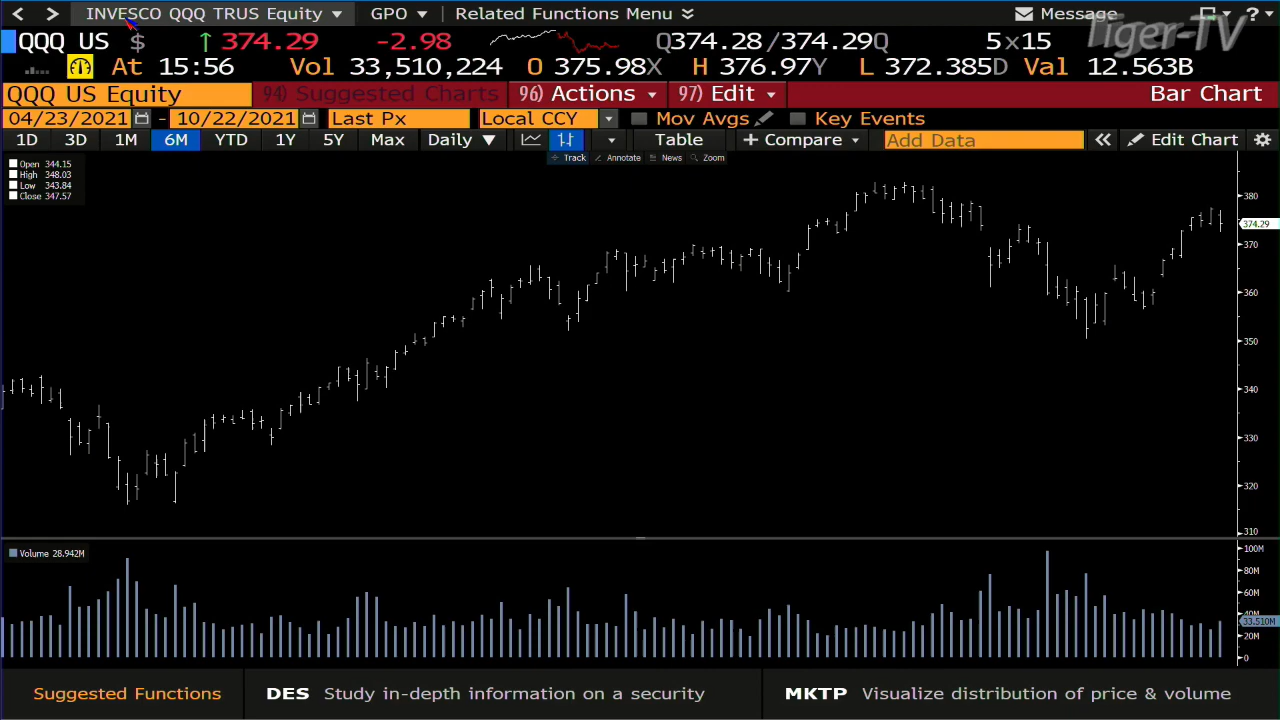 INVESCO QQQ TRUS Equity GPO Related Functions Menu Message ?
Tiger-TV
QQQ US $ ↑ 374.29 -2.98 Q374.28/374.29Q 5x15
At 15:56 Vol 33,510,224 O 375.98X H 376.97Y L 372.385D Val 12.563B
QQQ US Equity 94) Suggested Charts 96) Actions 97) Edit Bar Chart
04/23/2021 - 10/22/2021 Last Px Local CCY Mov Avgs Key Events
1D 3D 1M 6M YTD 1Y 5Y Max Daily ▼ Table + Compare Add Data « Edit Chart
Track Annotate News Zoom
Open 344.15
High 348.03
Low 343.84
Close 347.57
380
374.29
370
360
350
340
330
320
310
Volume 28.942M
100M
80M
60M
40M
33.510M
20M
0
Suggested Functions DES Study in-depth information on a security MKTP Visualize distribution of price & volume